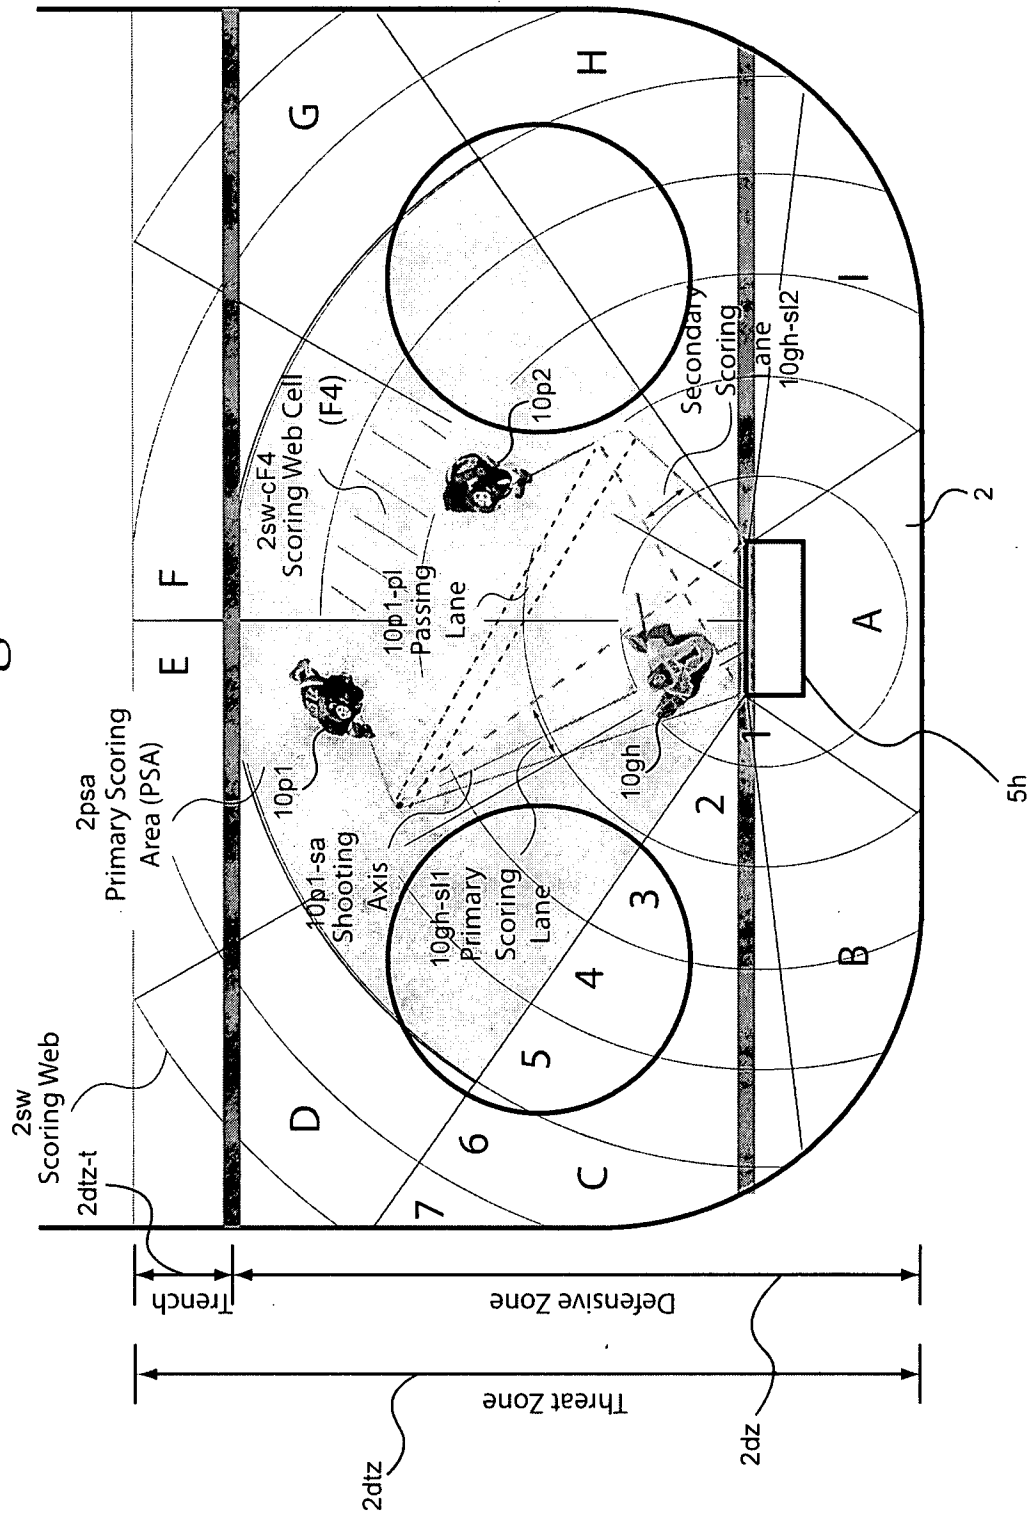 2sw
Scoring Web
2dtz-t
2psa
Primary Scoring
Area (PSA)
Trench
Defensive Zone
Threat Zone
2dtz
2dz
E
F
G
H
D
C
7
6
5
4
3
2
1
B
A
I
10p1
10p1-sa
Shooting
Axis
10gh-sl1
Primary
Scoring
Lane
2sw-cF4
Scoring Web Cell
(F4)
10p1-pl
Passing
Lane
10p2
10gh
Secondary
Scoring
Lane
10gh-sl2
2
5h